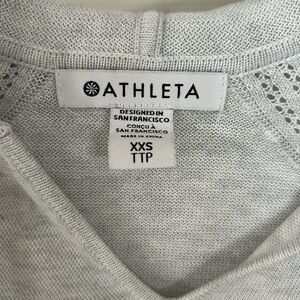 ATHLETA
DESIGNED IN
SAN FRANCISCO
CONÇU À
SAN FRANCISCO
MADE IN CHINA
XXS
TTP